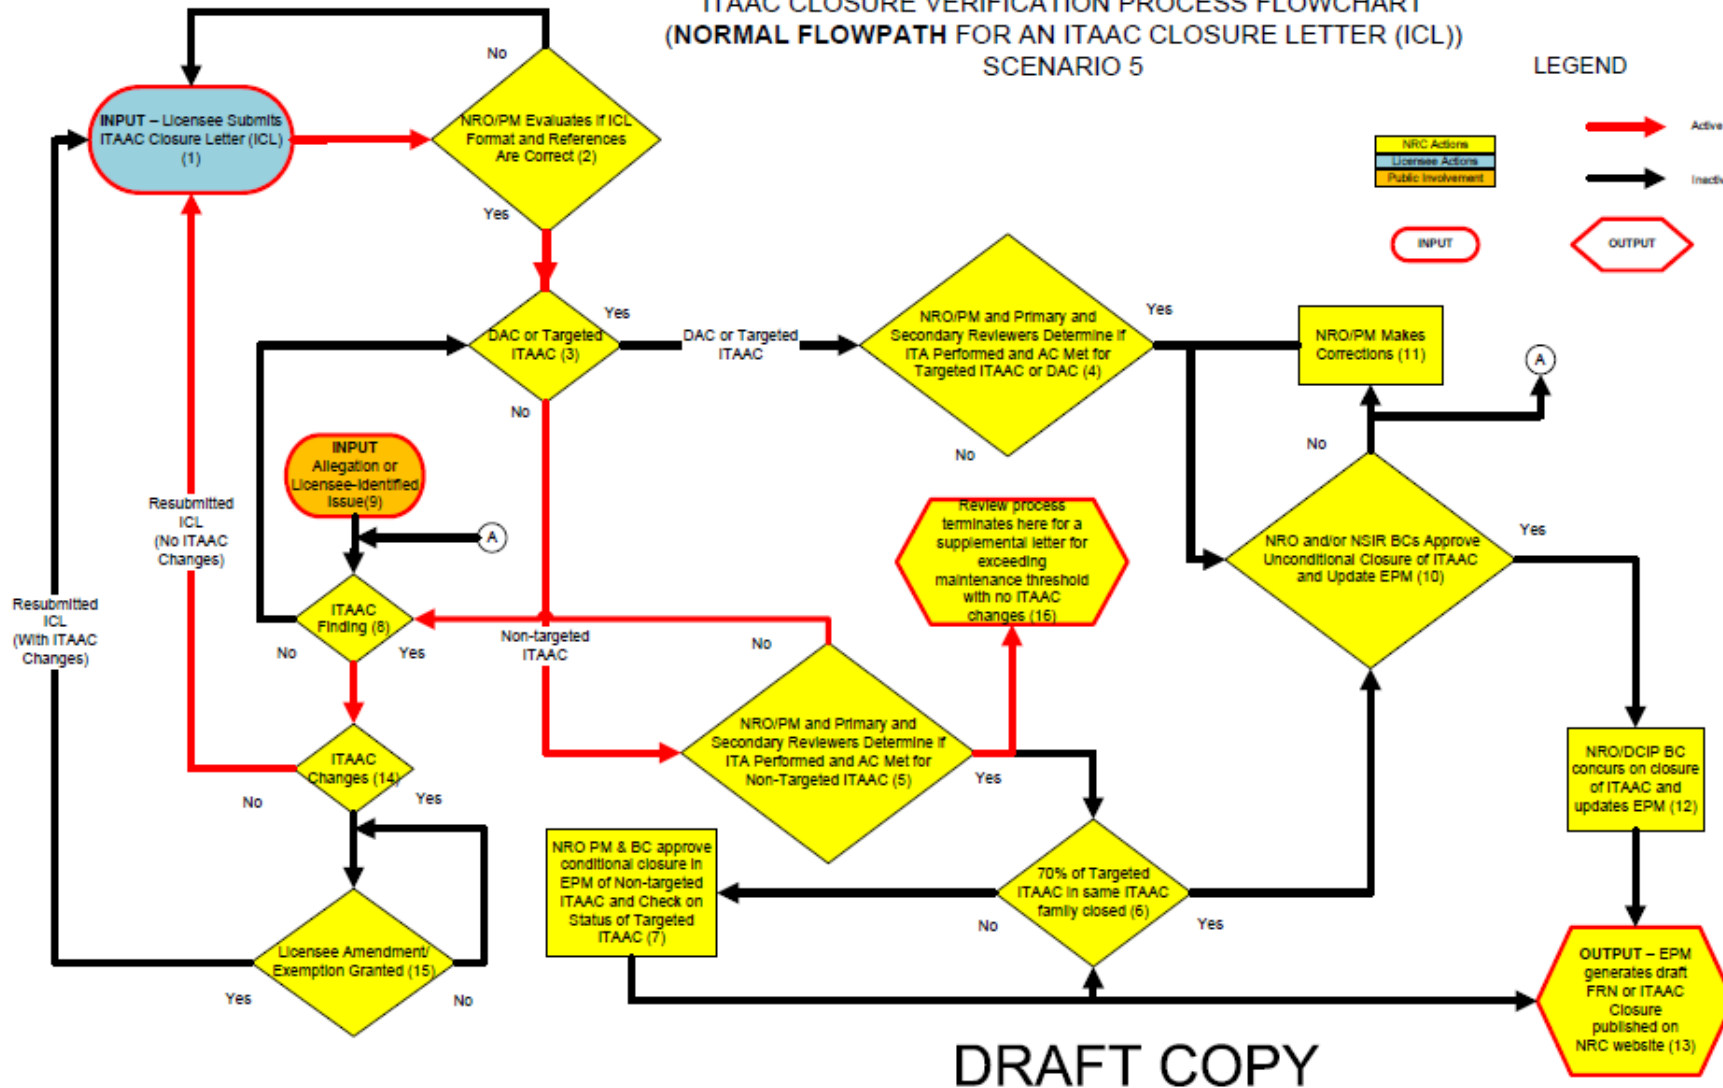 ITAAC CLOSURE VERIFICATION PROCESS FLOWCHART
(NORMAL FLOWPATH FOR AN ITAAC CLOSURE LETTER (ICL))
SCENARIO 5
LEGEND
NRC Actions
Licensee Actions
Public Involvement
Active
Inactiv
INPUT
OUTPUT
INPUT – Licensee Submits
ITAAC Closure Letter (ICL)
(1)
No
NRO/PM Evaluates if ICL
Format and References
Are Correct (2)
Yes
DAC or Targeted
ITAAC (3)
Yes
DAC or Targeted
ITAAC
No
NRO/PM and Primary and
Secondary Reviewers Determine if
ITA Performed and AC Met for
Targeted ITAAC or DAC (4)
Yes
No
NRO/PM Makes
Corrections (11)
A
No
NRO and/or NSIR BCs Approve
Unconditional Closure of ITAAC
and Update EPM (10)
Yes
INPUT
Allegation or
Licensee-Identified
Issue(9)
A
Resubmitted
ICL
(No ITAAC
Changes)
Resubmitted
ICL
(With ITAAC
Changes)
Review process
terminates here for a
supplemental letter for
exceeding
maintenance threshold
with no ITAAC
changes (16)
ITAAC
Finding (8)
No
Yes
Non-targeted
ITAAC
No
NRO/PM and Primary and
Secondary Reviewers Determine if
ITA Performed and AC Met for
Non-Targeted ITAAC (5)
Yes
ITAAC
Changes (14)
No
Yes
NRO/DCIP BC
concurs on closure
of ITAAC and
updates EPM (12)
NRO PM & BC approve
conditional closure in
EPM of Non-targeted
ITAAC and Check on
Status of Targeted
ITAAC (7)
70% of Targeted
ITAAC in same ITAAC
family closed (6)
No
Yes
Licensee Amendment/
Exemption Granted (15)
Yes
No
OUTPUT – EPM
generates draft
FRN or ITAAC
Closure
published on
NRC website (13)
DRAFT COPY